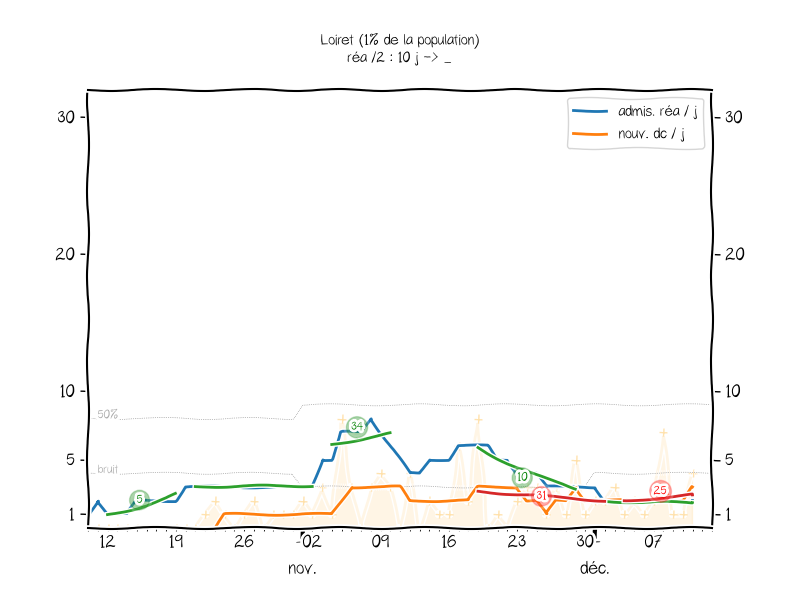 Loiret (1% de la population)
réa /2 : 10 j -> _
admis. réa / j
nouv. dc / j
30 30
20 20
10 10
50%
5 5
bruit
1 1
34
10
5
31
25
12 19 26 02 09 16 23 30 07
nov. déc.